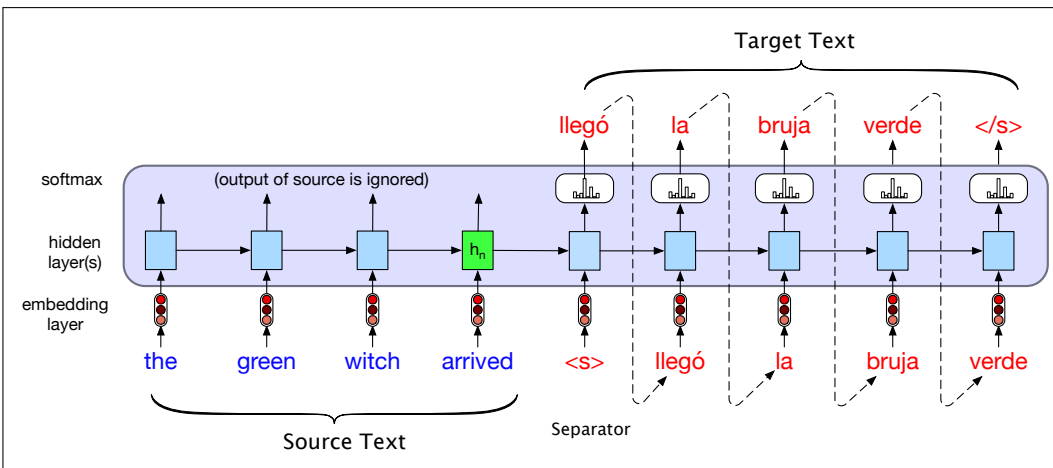 Target Text
llegó la bruja verde </s>
softmax (output of source is ignored)
hidden
layer(s)
h_n
embedding
layer
the green witch arrived <s> llegó la bruja verde
Separator
Source Text